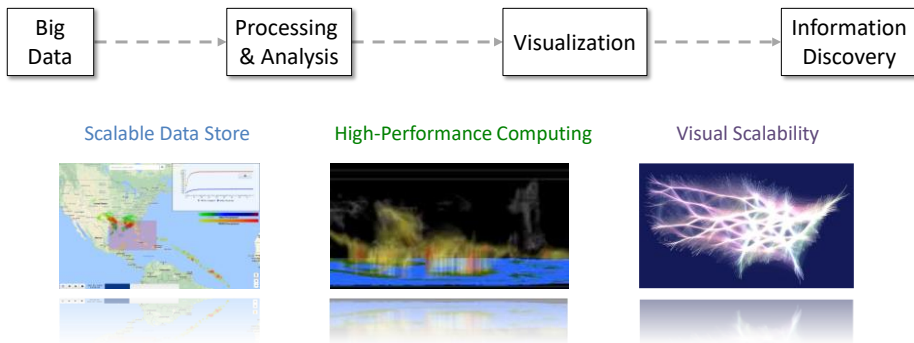 Big
Data
Processing
& Analysis
Visualization
Information
Discovery
Scalable Data Store
High-Performance Computing
Visual Scalability